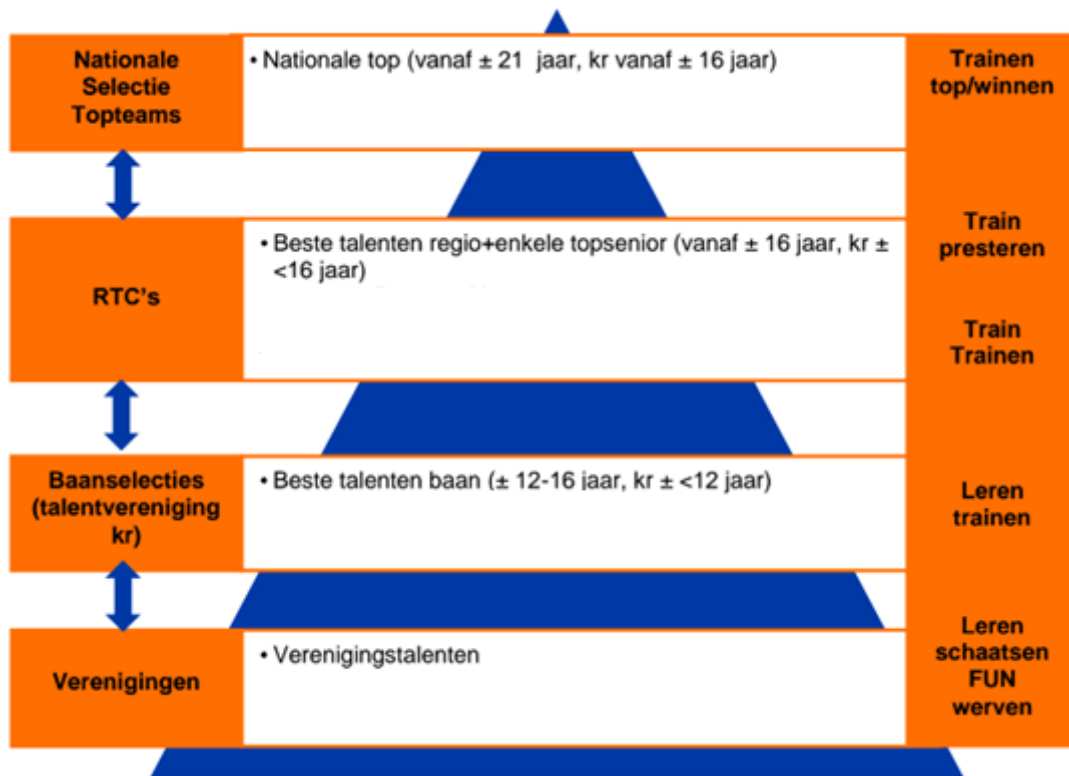 Nationale
Selectie
Topteams
• Nationale top (vanaf ± 21 jaar, kr vanaf ± 16 jaar)
Trainen
top/winnen
RTC's
• Beste talenten regio+enkele topsenior (vanaf ± 16 jaar, kr ±
<16 jaar)
Train
presteren
Train
Trainen
Baanselecties
(talentvereniging
kr)
• Beste talenten baan (± 12-16 jaar, kr ± <12 jaar)
Leren
trainen
Verenigingen
• Verenigingstalenten
Leren
schaatsen
FUN
werven